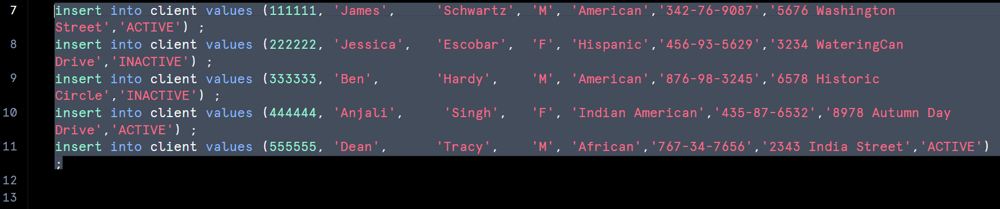 7 insert into client values (111111, 'James',     'Schwartz', 'M', 'American','342-76-9087','5676 Washington
Street','ACTIVE') ;
8 insert into client values (222222, 'Jessica',   'Escobar',  'F', 'Hispanic','456-93-5629','3234 WateringCan
Drive','INACTIVE') ;
9 insert into client values (333333, 'Ben',       'Hardy',    'M', 'American','876-98-3245','6578 Historic
Circle','INACTIVE') ;
10 insert into client values (444444, 'Anjali',     'Singh',   'F', 'Indian American','435-87-6532','8978 Autumn Day
Drive','ACTIVE') ;
11 insert into client values (555555, 'Dean',      'Tracy',    'M', 'African','767-34-7656','2343 India Street','ACTIVE')
;
12
13